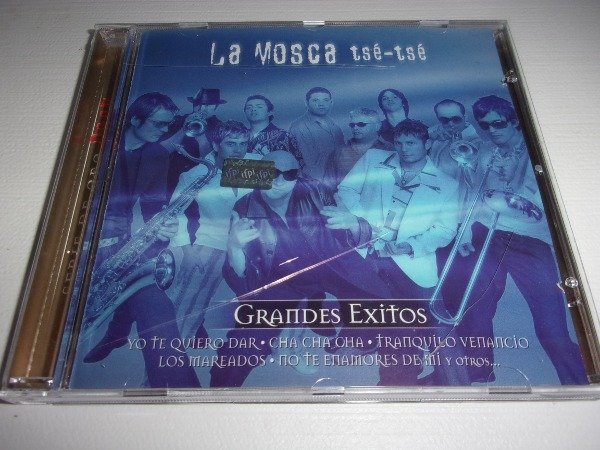 La Mosca tsé-tsé
GRANDES EXITOS
YO TE QUIERO DAR • CHA CHA CHA • TRANQUILO VENANCIO
LOS MAREADOS • NO TE ENAMORES DE MÍ Y OTROS...